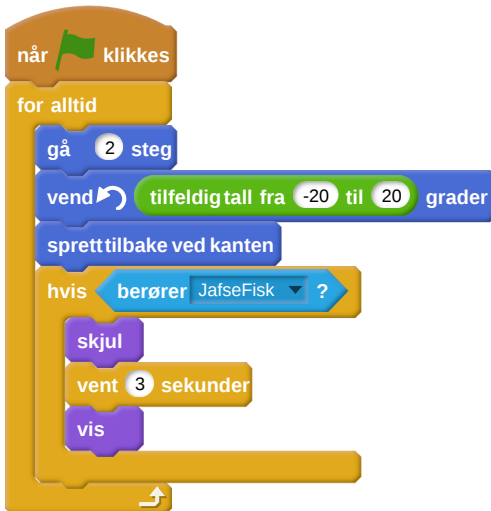 når klikkes
for alltid
gå 2 steg
vend tilfeldig tall fra -20 til 20 grader
sprett tilbake ved kanten
hvis berører JafseFisk ?
skjul
vent 3 sekunder
vis